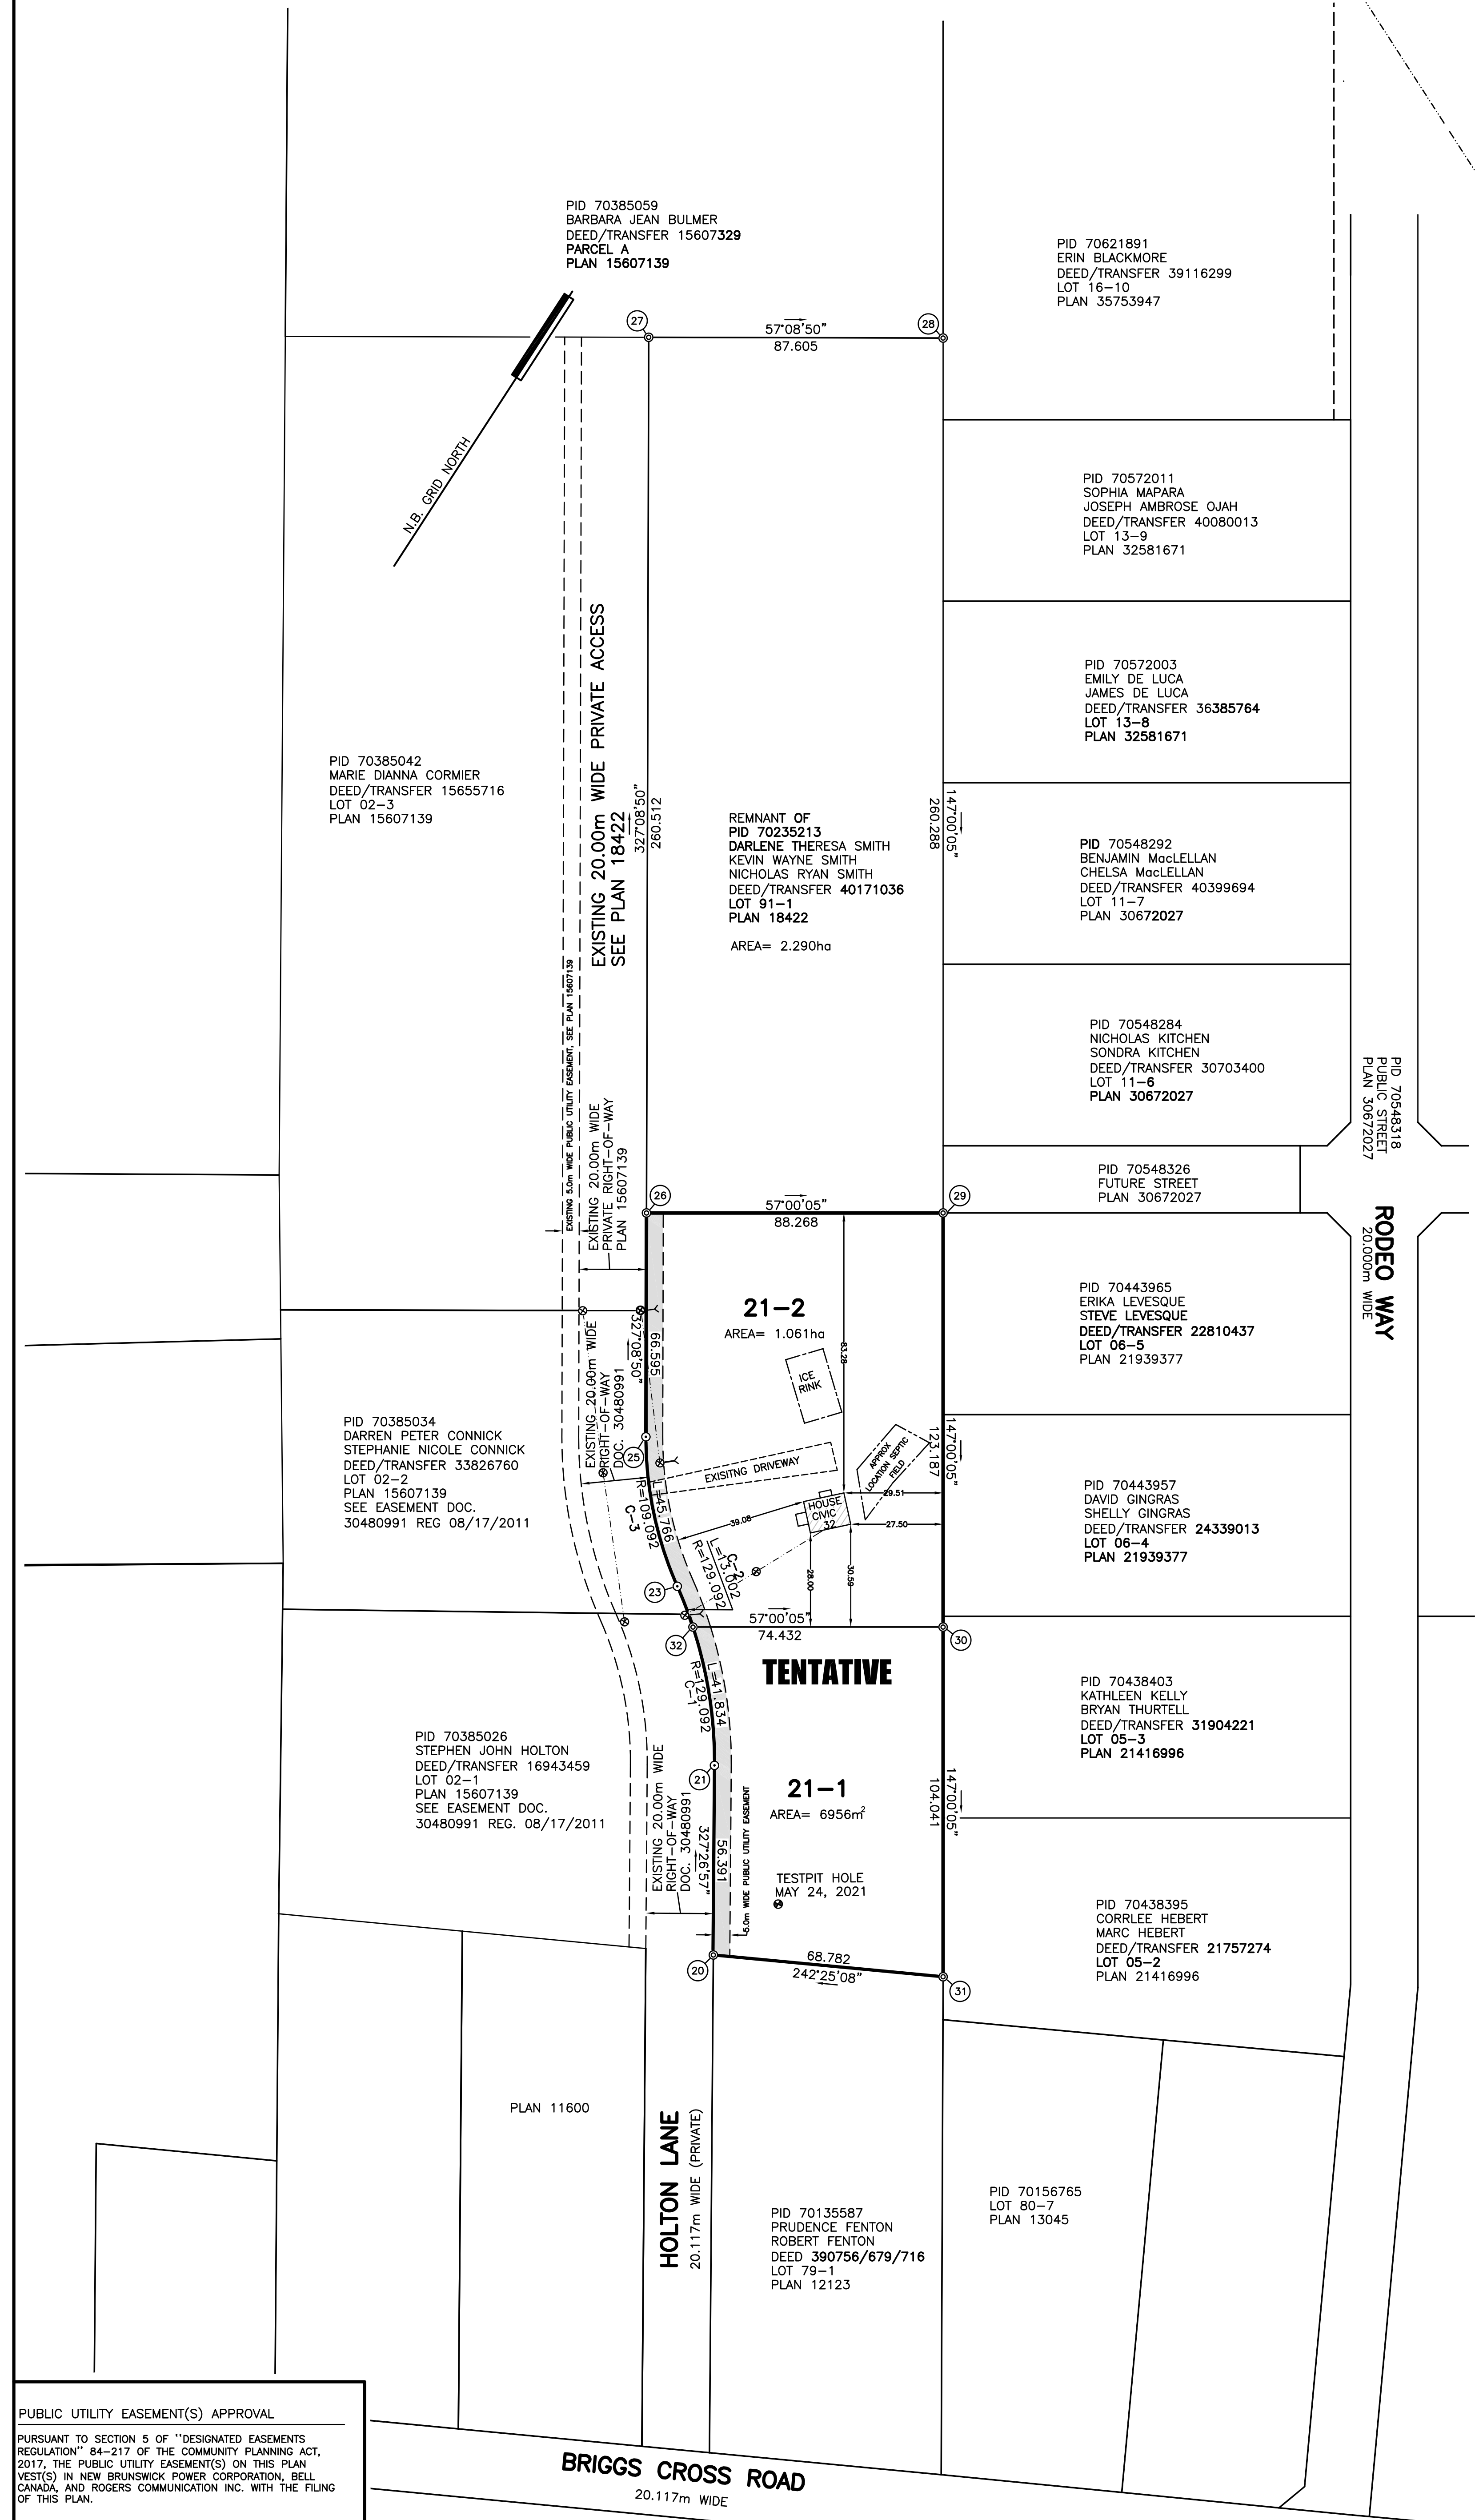 PID 70385059
BARBARA JEAN BULMER
DEED/TRANSFER 15607329
PARCEL A
PLAN 15607139
PID 70621891
ERIN BLACKMORE
DEED/TRANSFER 39116299
LOT 16-10
PLAN 35753947
27
57°08'50"
87.605
28
N.B. GRID NORTH
PID 70572011
SOPHIA MAPARA
JOSEPH AMBROSE OJAH
DEED/TRANSFER 40080013
LOT 13-9
PLAN 32581671
PID 70572003
EMILY DE LUCA
JAMES DE LUCA
DEED/TRANSFER 36385764
LOT 13-8
PLAN 32581671
EXISTING 20.00m WIDE PRIVATE ACCESS
SEE PLAN 18422
327°08'50"
260.512
PID 70385042
MARIE DIANNA CORMIER
DEED/TRANSFER 15655716
LOT 02-3
PLAN 15607139
REMNANT OF
PID 70235213
DARLENE THERESA SMITH
KEVIN WAYNE SMITH
NICHOLAS RYAN SMITH
DEED/TRANSFER 40171036
LOT 91-1
PLAN 18422
AREA= 2.290ha
147°00'05"
260.288
PID 70548292
BENJAMIN MacLELLAN
CHELSA MacLELLAN
DEED/TRANSFER 40399694
LOT 11-7
PLAN 30672027
EXISTING 5.0m WIDE PUBLIC UTILITY EASEMENT, SEE PLAN 15607139
PID 70548284
NICHOLAS KITCHEN
SONDRA KITCHEN
DEED/TRANSFER 30703400
LOT 11-6
PLAN 30672027
PID 70548318
PUBLIC STREET
PLAN 30672027
EXISTING 20.00m WIDE
PRIVATE RIGHT-OF-WAY
PLAN 15607139
PID 70548326
FUTURE STREET
PLAN 30672027
26
57°00'05"
88.268
29
RODEO WAY
20.000m WIDE
21-2
AREA= 1.061ha
83.28
ICE
RINK
PID 70443965
ERIKA LEVESQUE
STEVE LEVESQUE
DEED/TRANSFER 22810437
LOT 06-5
PLAN 21939377
327°08'50"
66.595
EXISTING 20.00m WIDE
RIGHT-OF-WAY
DOC. 30480991
25
PID 70385034
DARREN PETER CONNICK
STEPHANIE NICOLE CONNICK
DEED/TRANSFER 33826760
LOT 02-2
PLAN 15607139
SEE EASEMENT DOC.
30480991 REG 08/17/2011
EXISITNG DRIVEWAY
APPROX
LOCATION SEPTIC
FIELD
147°00'05"
123.187
L=45.766
R=109.092
C-3
HOUSE
CIVIC
32
29.51
27.50
39.08
28.00
30.59
C-2
L=13.002
R=129.092
PID 70443957
DAVID GINGRAS
SHELLY GINGRAS
DEED/TRANSFER 24339013
LOT 06-4
PLAN 21939377
23
57°00'05"
74.432
32
30
TENTATIVE
L=41.834
R=129.092
C-1
PID 70438403
KATHLEEN KELLY
BRYAN THURTELL
DEED/TRANSFER 31904221
LOT 05-3
PLAN 21416996
PID 70385026
STEPHEN JOHN HOLTON
DEED/TRANSFER 16943459
LOT 02-1
PLAN 15607139
SEE EASEMENT DOC.
30480991 REG. 08/17/2011
21
21-1
AREA= 6956m2
147°00'05"
104.041
EXISTING 20.00m WIDE
RIGHT-OF-WAY
DOC. 30480991
327°26'57"
56.391
5.0m WIDE PUBLIC UTILITY EASEMENT
TESTPIT HOLE
MAY 24, 2021
PID 70438395
CORRLEE HEBERT
MARC HEBERT
DEED/TRANSFER 21757274
LOT 05-2
PLAN 21416996
20
68.782
242°25'08"
31
PLAN 11600
HOLTON LANE
20.117m WIDE (PRIVATE)
PID 70135587
PRUDENCE FENTON
ROBERT FENTON
DEED 390756/679/716
LOT 79-1
PLAN 12123
PID 70156765
LOT 80-7
PLAN 13045
PUBLIC UTILITY EASEMENT(S) APPROVAL
PURSUANT TO SECTION 5 OF "DESIGNATED EASEMENTS
REGULATION" 84-217 OF THE COMMUNITY PLANNING ACT,
2017, THE PUBLIC UTILITY EASEMENT(S) ON THIS PLAN
VEST(S) IN NEW BRUNSWICK POWER CORPORATION, BELL
CANADA, AND ROGERS COMMUNICATION INC. WITH THE FILING
OF THIS PLAN.
BRIGGS CROSS ROAD
20.117m WIDE